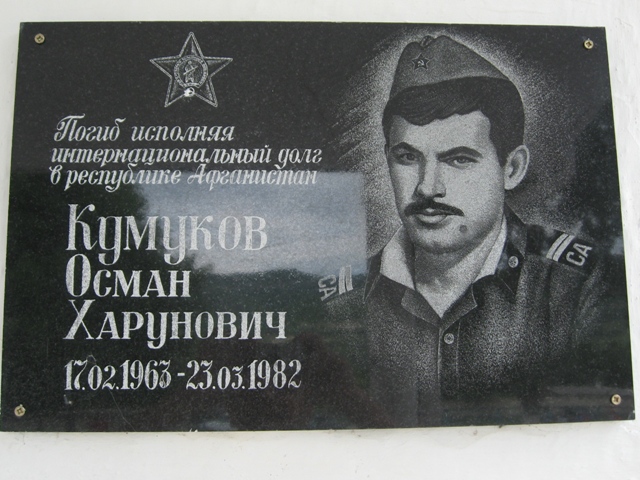 Погиб исполняя
интернациональный долг
в республике Афганистан
Кумуков
Осман
Харунович
17.02.1963-23.03.1982
СА
СА